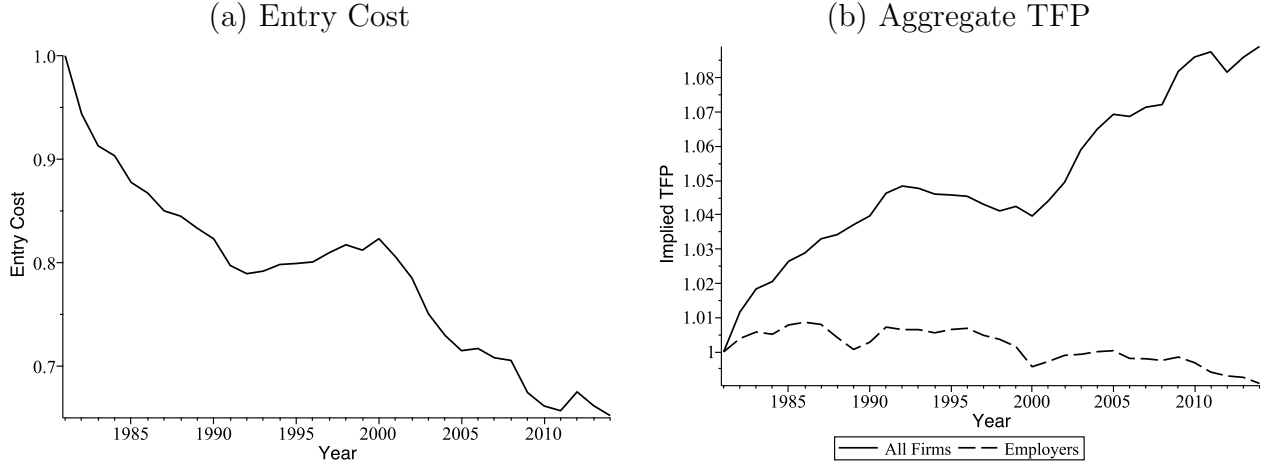 (a) Entry Cost
1.0
0.9
0.8
0.7
Entry Cost
1985 1990 1995 2000 2005 2010
Year
(b) Aggregate TFP
1.08
1.07
1.06
1.05
1.04
1.03
1.02
1.01
1
Implied TFP
1985 1990 1995 2000 2005 2010
Year
All Firms Employers